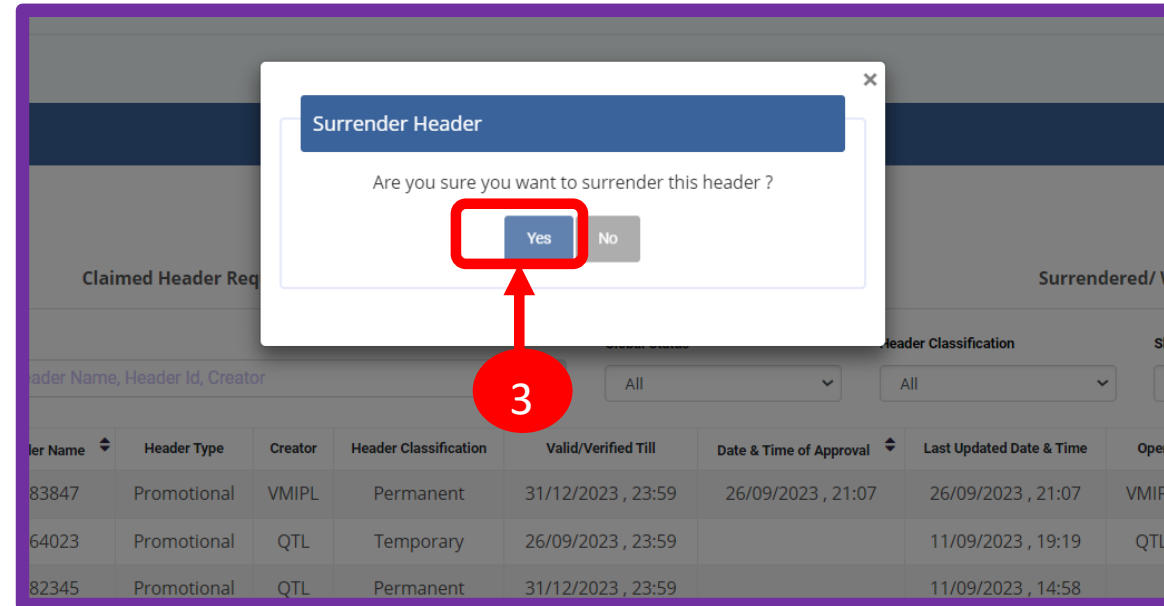 ×
Surrender Header
Are you sure you want to surrender this header ?
Yes No
Claimed Header Req
Surrendered/
Header Classification
Header Name, Header Id, Creator
All All
3
Name Header Type Creator Header Classification Valid/Verified Till Date & Time of Approval Last Updated Date & Time
83847 Promotional VMIPL Permanent 31/12/2023 , 23:59 26/09/2023 , 21:07 26/09/2023 , 21:07
64023 Promotional QTL Temporary 26/09/2023 , 23:59 11/09/2023 , 19:19 QTL
82345 Promotional QTL Permanent 31/12/2023 , 23:59 11/09/2023 , 14:58